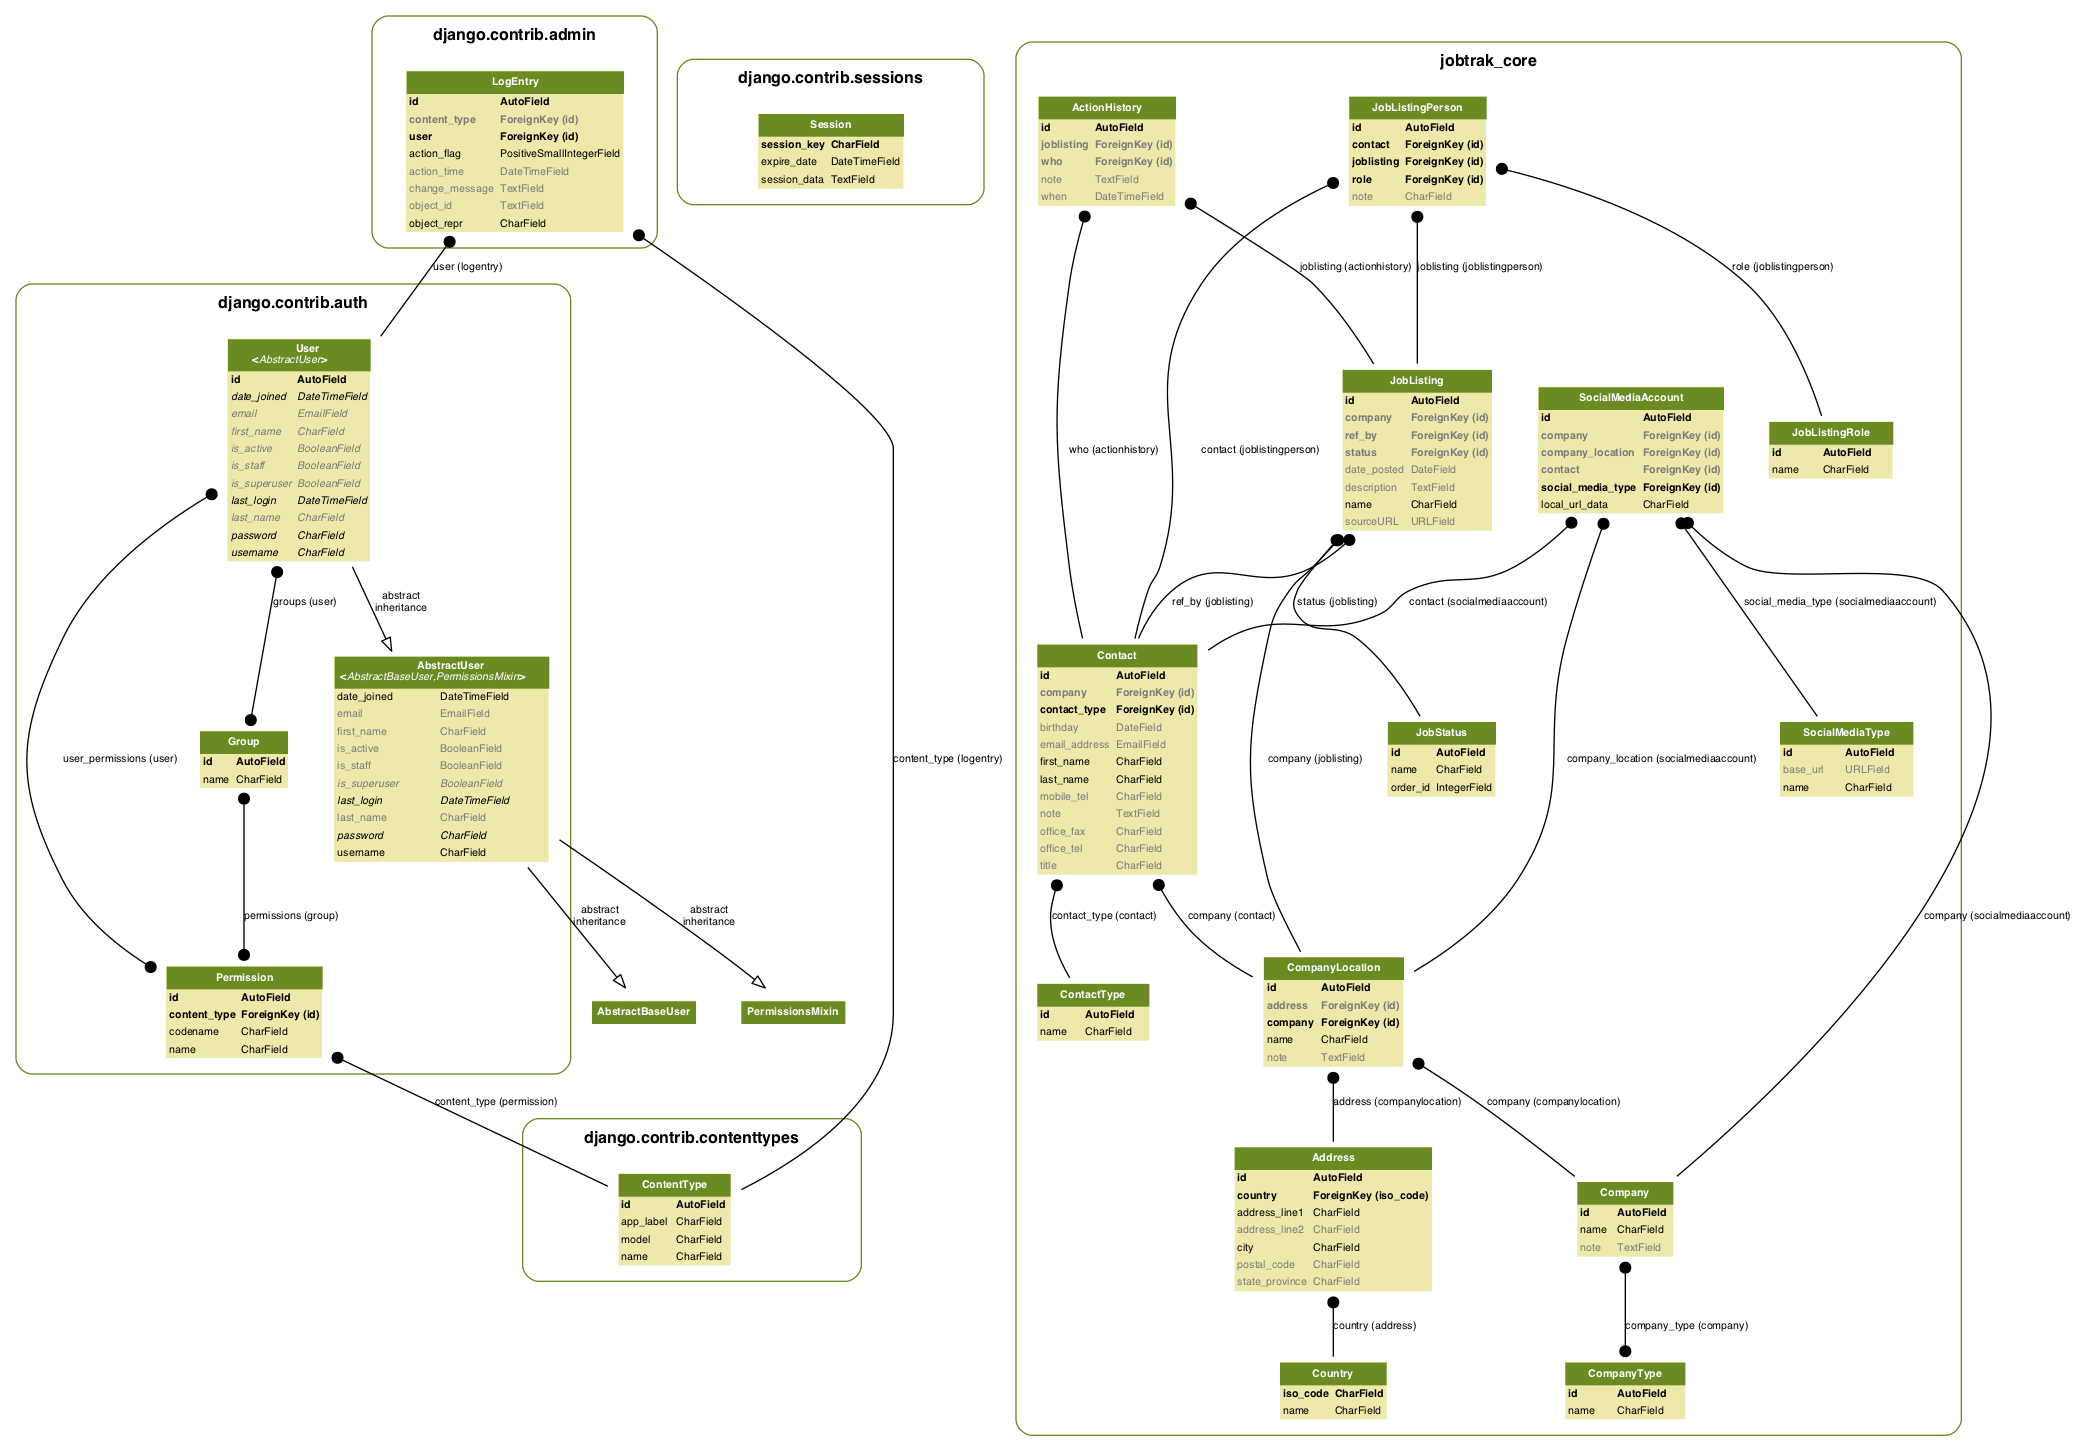 django.contrib.admin
LogEntry
id AutoField
content_type ForeignKey (id)
user ForeignKey (id)
action_flag PositiveSmallIntegerField
action_time DateTimeField
change_message TextField
object_id TextField
object_repr CharField
django.contrib.sessions
Session
session_key CharField
expire_date DateTimeField
session_data TextField
user (logentry)
content_type (logentry)
django.contrib.auth
User
<AbstractUser>
id AutoField
date_joined DateTimeField
email EmailField
first_name CharField
is_active BooleanField
is_staff BooleanField
is_superuser BooleanField
last_login DateTimeField
last_name CharField
password CharField
username CharField
groups (user)
abstract
inheritance
user_permissions (user)
Group
id AutoField
name CharField
AbstractUser
<AbstractBaseUser,PermissionsMixin>
date_joined DateTimeField
email EmailField
first_name CharField
is_active BooleanField
is_staff BooleanField
is_superuser BooleanField
last_login DateTimeField
last_name CharField
password CharField
username CharField
permissions (group)
abstract
inheritance
abstract
inheritance
Permission
id AutoField
content_type ForeignKey (id)
codename CharField
name CharField
AbstractBaseUser
PermissionsMixin
content_type (permission)
django.contrib.contenttypes
ContentType
id AutoField
app_label CharField
model CharField
name CharField
jobtrak_core
ActionHistory
id AutoField
joblisting ForeignKey (id)
who ForeignKey (id)
note TextField
when DateTimeField
JobListingPerson
id AutoField
contact ForeignKey (id)
joblisting ForeignKey (id)
role ForeignKey (id)
note CharField
joblisting (actionhistory)
joblisting (joblistingperson)
role (joblistingperson)
who (actionhistory)
contact (joblistingperson)
JobListing
id AutoField
company ForeignKey (id)
ref_by ForeignKey (id)
status ForeignKey (id)
date_posted DateField
description TextField
name CharField
sourceURL URLField
SocialMediaAccount
id AutoField
company ForeignKey (id)
company_location ForeignKey (id)
contact ForeignKey (id)
social_media_type ForeignKey (id)
local_url_data CharField
JobListingRole
id AutoField
name CharField
ref_by (joblisting)
status (joblisting)
contact (socialmediaaccount)
social_media_type (socialmediaaccount)
Contact
id AutoField
company ForeignKey (id)
contact_type ForeignKey (id)
birthday DateField
email_address EmailField
first_name CharField
last_name CharField
mobile_tel CharField
note TextField
office_fax CharField
office_tel CharField
title CharField
company (joblisting)
JobStatus
id AutoField
name CharField
order_id IntegerField
company_location (socialmediaaccount)
SocialMediaType
id AutoField
base_url URLField
name CharField
contact_type (contact)
company (contact)
company (socialmediaaccount)
ContactType
id AutoField
name CharField
CompanyLocation
id AutoField
address ForeignKey (id)
company ForeignKey (id)
name CharField
note TextField
address (companylocation)
company (companylocation)
Address
id AutoField
country ForeignKey (iso_code)
address_line1 CharField
address_line2 CharField
city CharField
postal_code CharField
state_province CharField
Company
id AutoField
name CharField
note TextField
country (address)
company_type (company)
Country
iso_code CharField
name CharField
CompanyType
id AutoField
name CharField